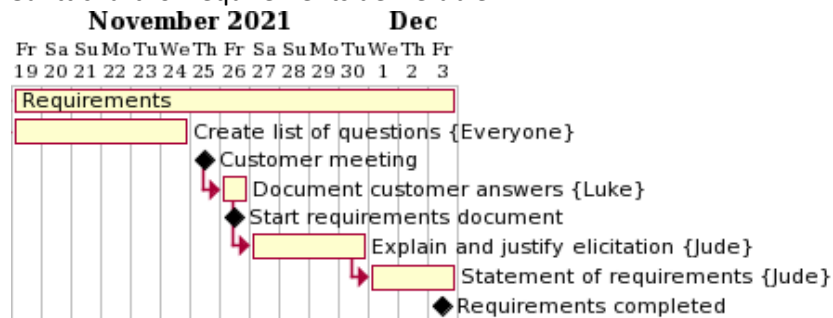 November 2021 Dec
Fr Sa Su Mo Tu We Th Fr Sa Su Mo Tu We Th Fr
19 20 21 22 23 24 25 26 27 28 29 30 1 2 3
Requirements
Create list of questions {Everyone}
Customer meeting
Document customer answers {Luke}
Start requirements document
Explain and justify elicitation {Jude}
Statement of requirements {Jude}
Requirements completed